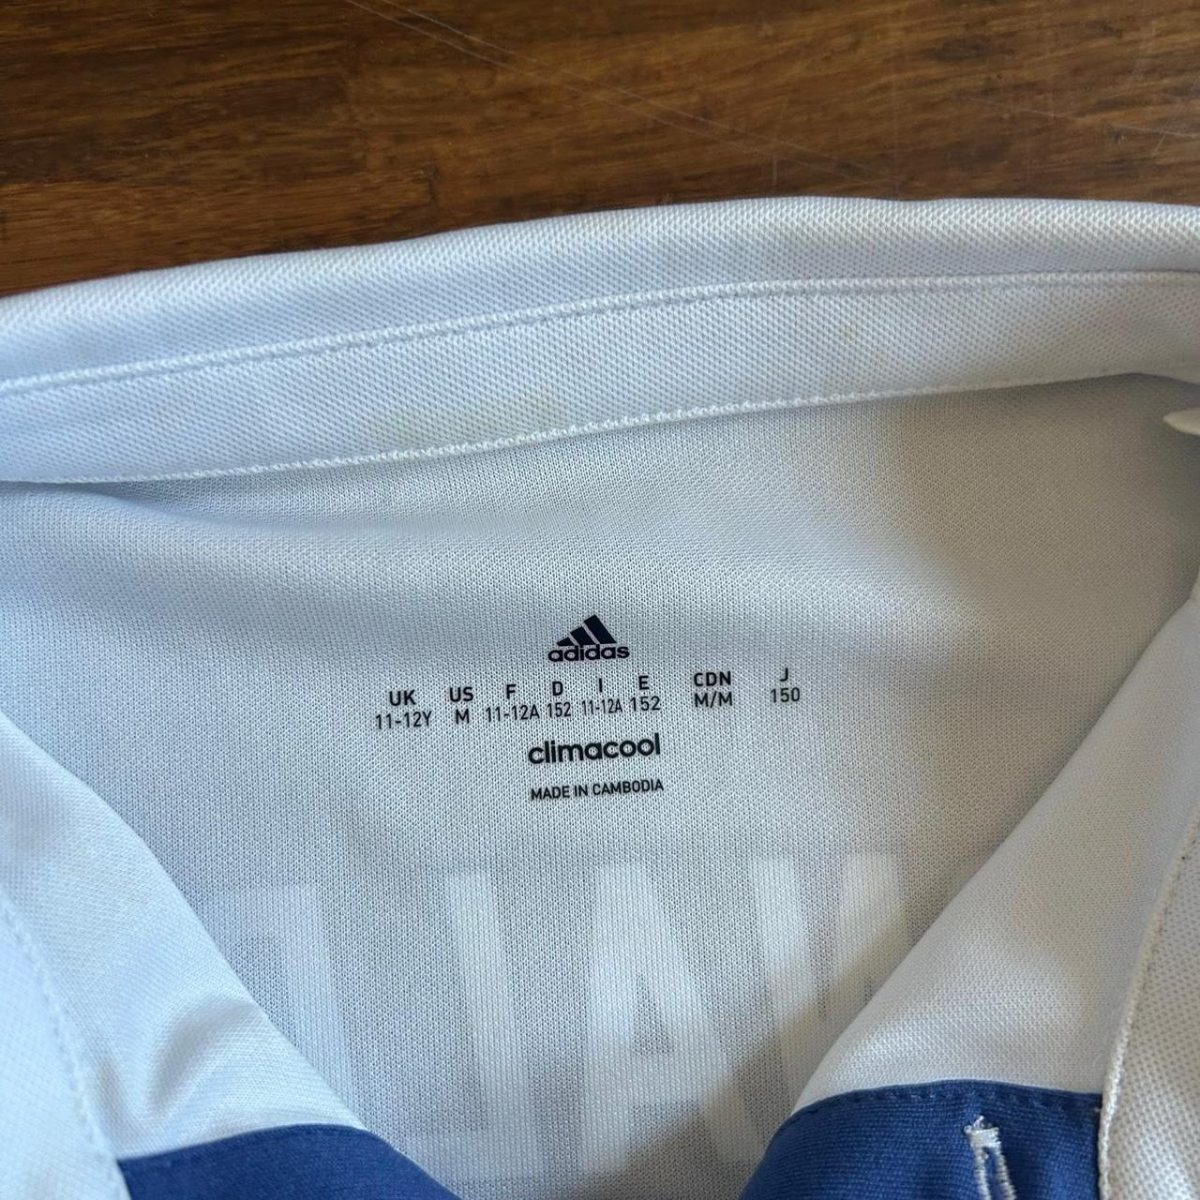 adidas
UK US F D I E CDN J
11-12Y M 11-12A 152 11-12A 152 M/M 150
climacool
MADE IN CAMBODIA